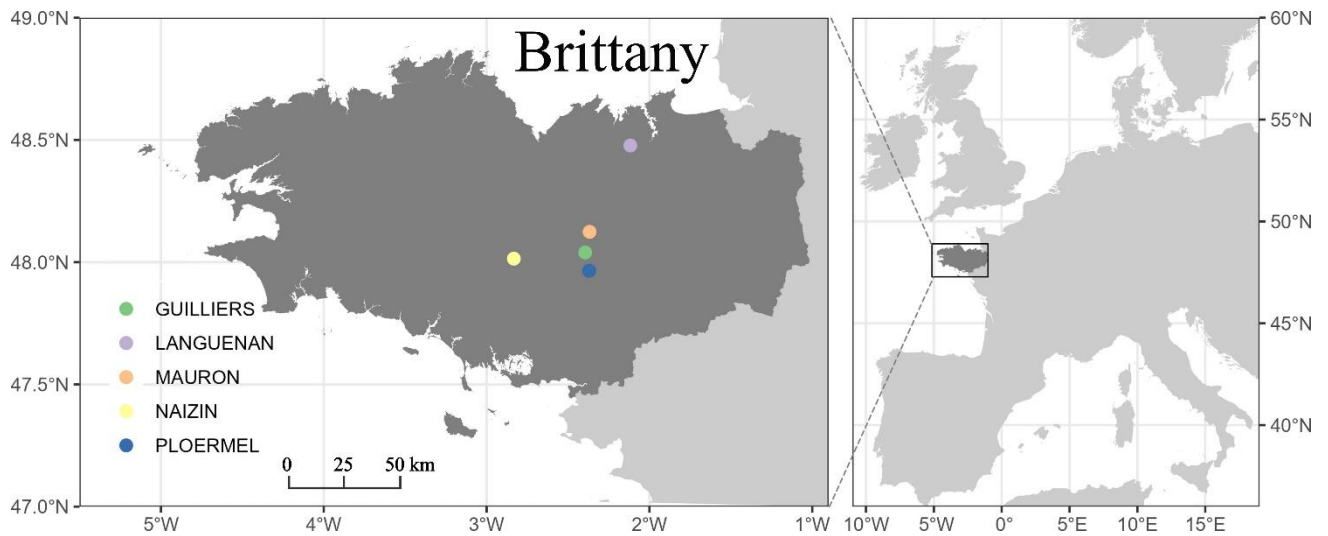 Brittany
49.0°N
48.5°N
48.0°N
47.5°N
47.0°N
GUILLIERS
LANGUENAN
MAURON
NAIZIN
PLOERMEL
0 25 50 km
5°W 4°W 3°W 2°W 1°W
60°N
55°N
50°N
45°N
40°N
10°W 5°W 0° 5°E 10°E 15°E